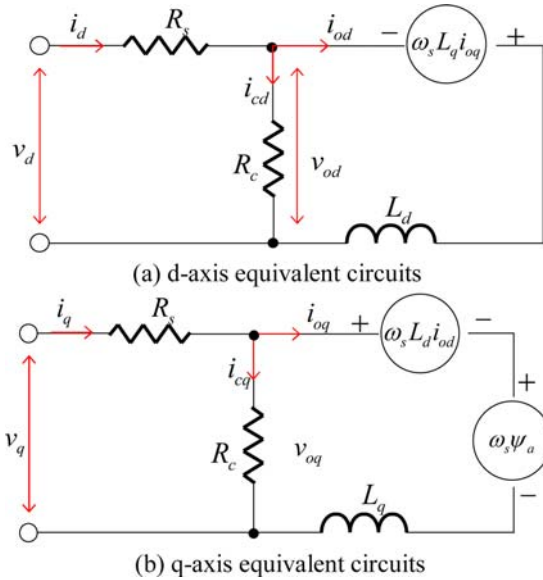 i_d R_s i_od − ω_s L_q i_oq +
i_cd
v_d R_c v_od
L_d
(a) d-axis equivalent circuits
i_q R_s i_oq + ω_s L_d i_od −
i_cq +
v_q R_c v_oq ω_s ψ_a
L_q −
(b) q-axis equivalent circuits